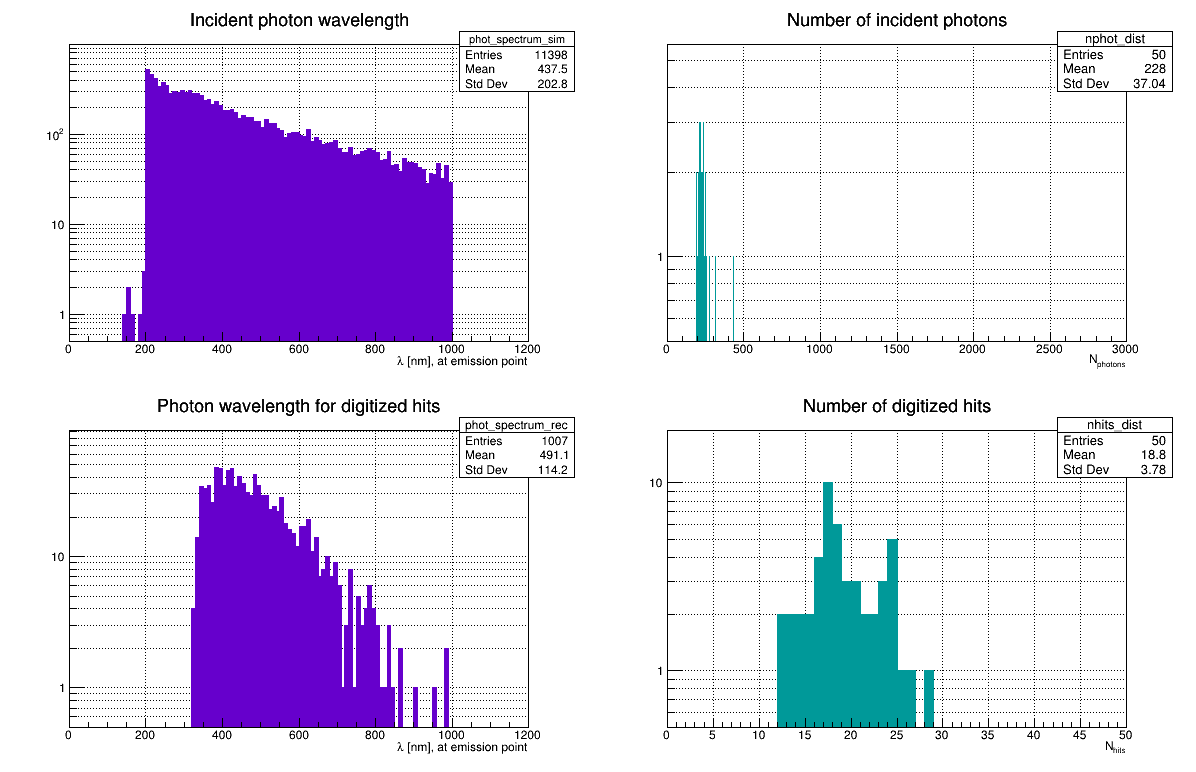 Incident photon wavelength
phot_spectrum_sim
Entries 11398
Mean 437.5
Std Dev 202.8
10²
10
1
0 200 400 600 800 1000 1200
λ [nm], at emission point
Number of incident photons
nphot_dist
Entries 50
Mean 228
Std Dev 37.04
1
0 500 1000 1500 2000 2500 3000
Nphotons
Photon wavelength for digitized hits
phot_spectrum_rec
Entries 1007
Mean 491.1
Std Dev 114.2
10
1
0 200 400 600 800 1000 1200
λ [nm], at emission point
Number of digitized hits
nhits_dist
Entries 50
Mean 18.8
Std Dev 3.78
10
1
0 5 10 15 20 25 30 35 40 45 50
Nhits